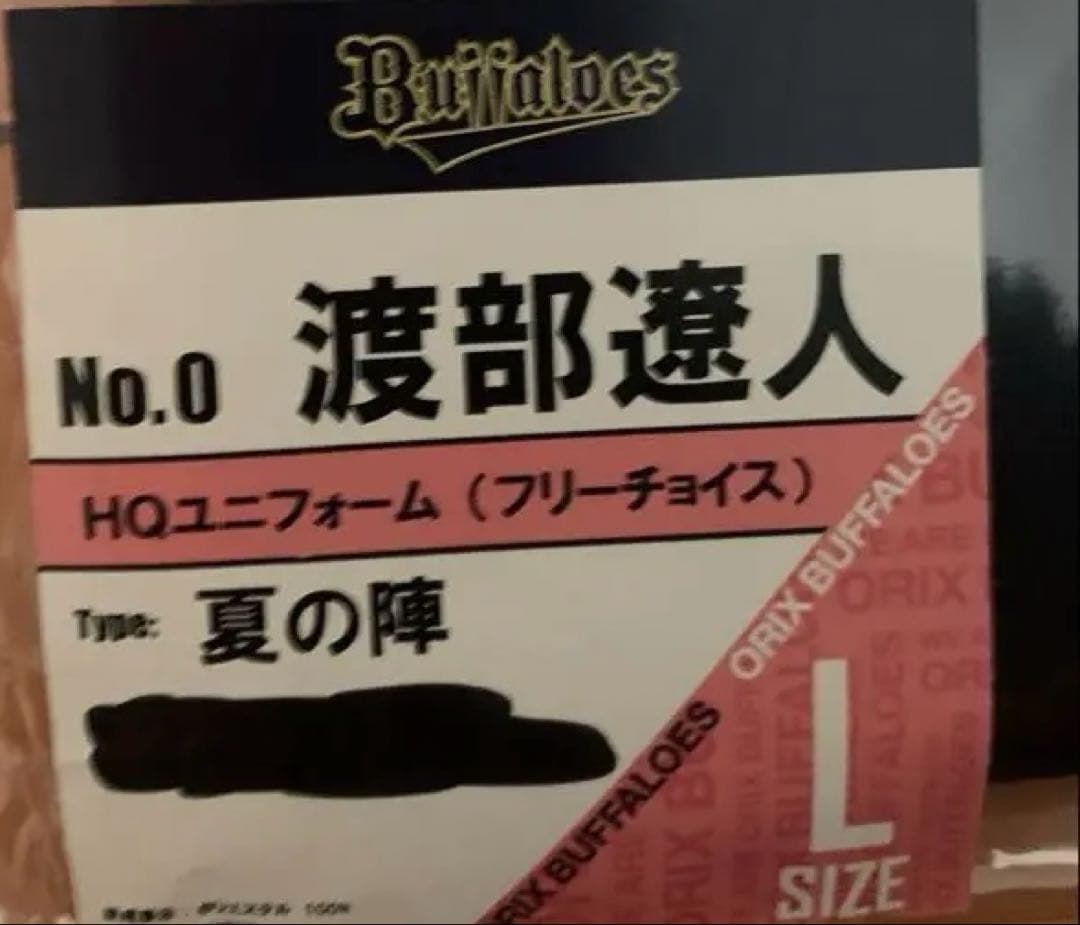 Buffaloes
No.0 渡部遼人
HQユニフォーム（フリーチョイス）
Type: 夏の陣
ORIX BUFFALOES
ORIX BUFFALOES
L
SIZE